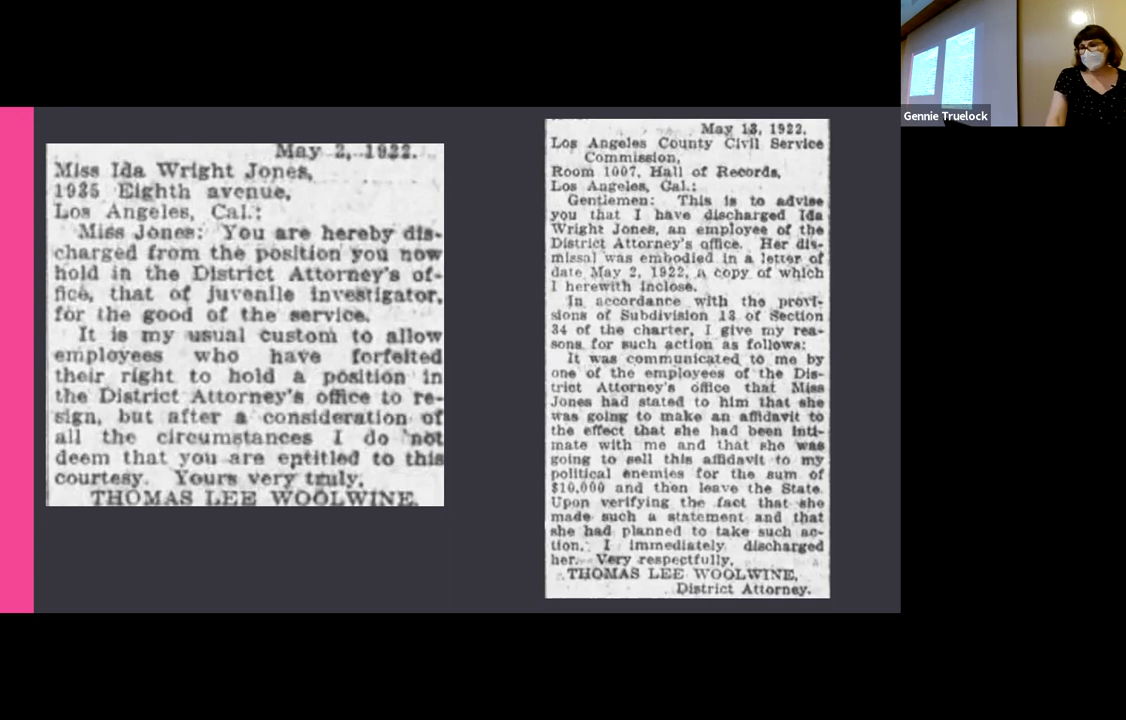 May 2, 1922.
Miss Ida Wright Jones,
1935 Eighth avenue,
Los Angeles, Cal.:
Miss Jones: You are hereby dis-
charged from the position you now
hold in the District Attorney's of-
fice, that of juvenile investigator,
for the good of the service.
It is my usual custom to allow
employees who have forfeited
their right to hold a position in
the District Attorney's office to re-
sign, but after a consideration of
all the circumstances I do not
deem that you are eptitled to this
courtesy. Yours very truly,
THOMAS LEE WOOLWINE.
May 13, 1922.
Los Angeles County Civil Service
Commission,
Room 1007, Hall of Records,
Los Angeles, Cal.:
Gentlemen: This is to advise
you that I have discharged Ida
Wright Jones, an employee of the
District Attorney's office. Her dis-
missal was embodied in a letter of
date May 2, 1922, a copy of which
I herewith inclose.
In accordance with the provi-
sions of Subdivision 13 of Section
34 of the charter, I give my rea-
sons for such action as follows:
It was communicated to me by
one of the employees of the Dis-
trict Attorney's office that Miss
Jones had stated to him that she
was going to make an affidavit to
the effect that she had been inti-
mate with me and that she was
going to sell this affidavit to my
political enemies for the sum of
$10,000 and then leave the State.
Upon verifying the fact that she
made such a statement and that
she had planned to take such ac-
tion, I immediately discharged
her. Very respectfully,
THOMAS LEE WOOLWINE,
District Attorney.
Gennie Truelock